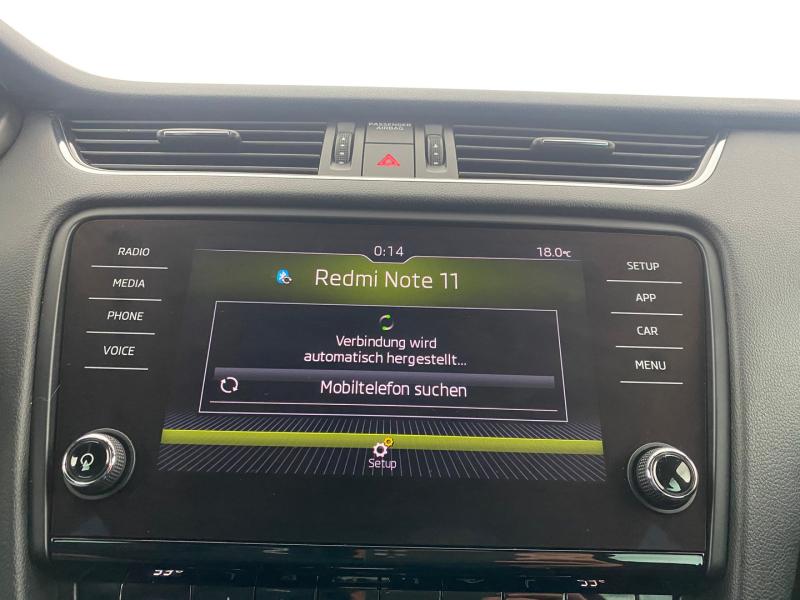 PASSENGER
AIRBAG
0:14
18.0°C
RADIO
MEDIA
PHONE
VOICE
Redmi Note 11
Verbindung wird
automatisch hergestellt...
Mobiltelefon suchen
Setup
SETUP
APP
CAR
MENU